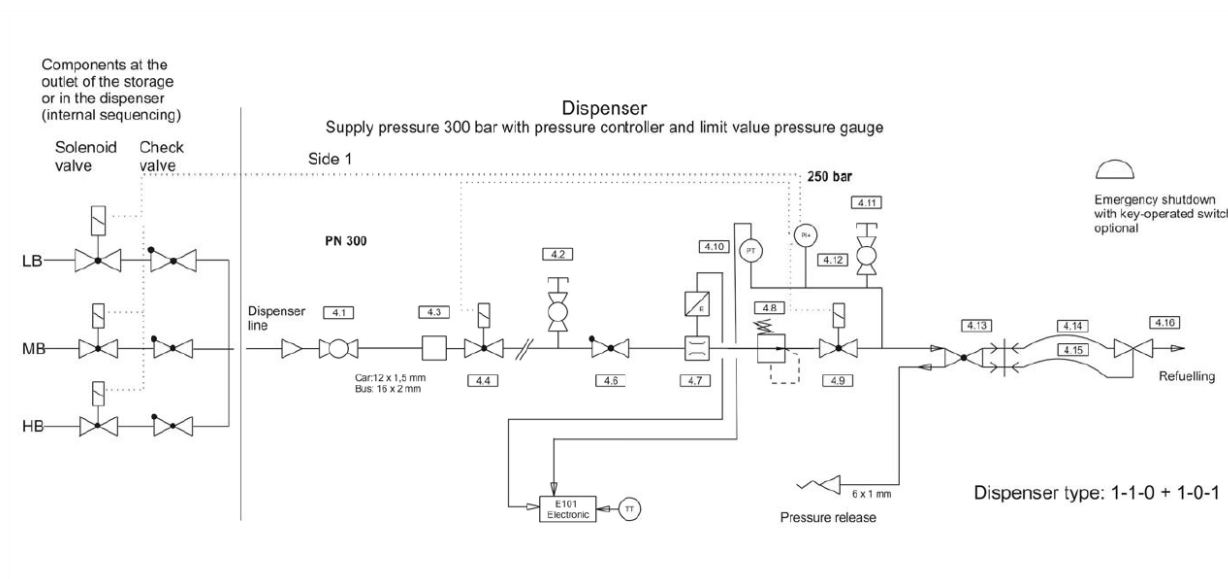 Components at the
outlet of the storage
or in the dispenser
(internal sequencing)
Solenoid
valve
Check
valve
Dispenser
Supply pressure 300 bar with pressure controller and limit value pressure gauge
Side 1
250 bar
PN 300
LB
MB
HB
Dispenser
line
4.1
4.3
Car:12 x 1,5 mm
Bus: 16 x 2 mm
4.4
4.2
4.6
E
4.7
4.10
PT
4.8
4.12
4.11
4.9
4.13
4.14
4.15
4.16
Refuelling
Emergency shutdown
with key-operated switch
optional
E101
Electronic
TT
6 x 1 mm
Pressure release
Dispenser type: 1-1-0 + 1-0-1